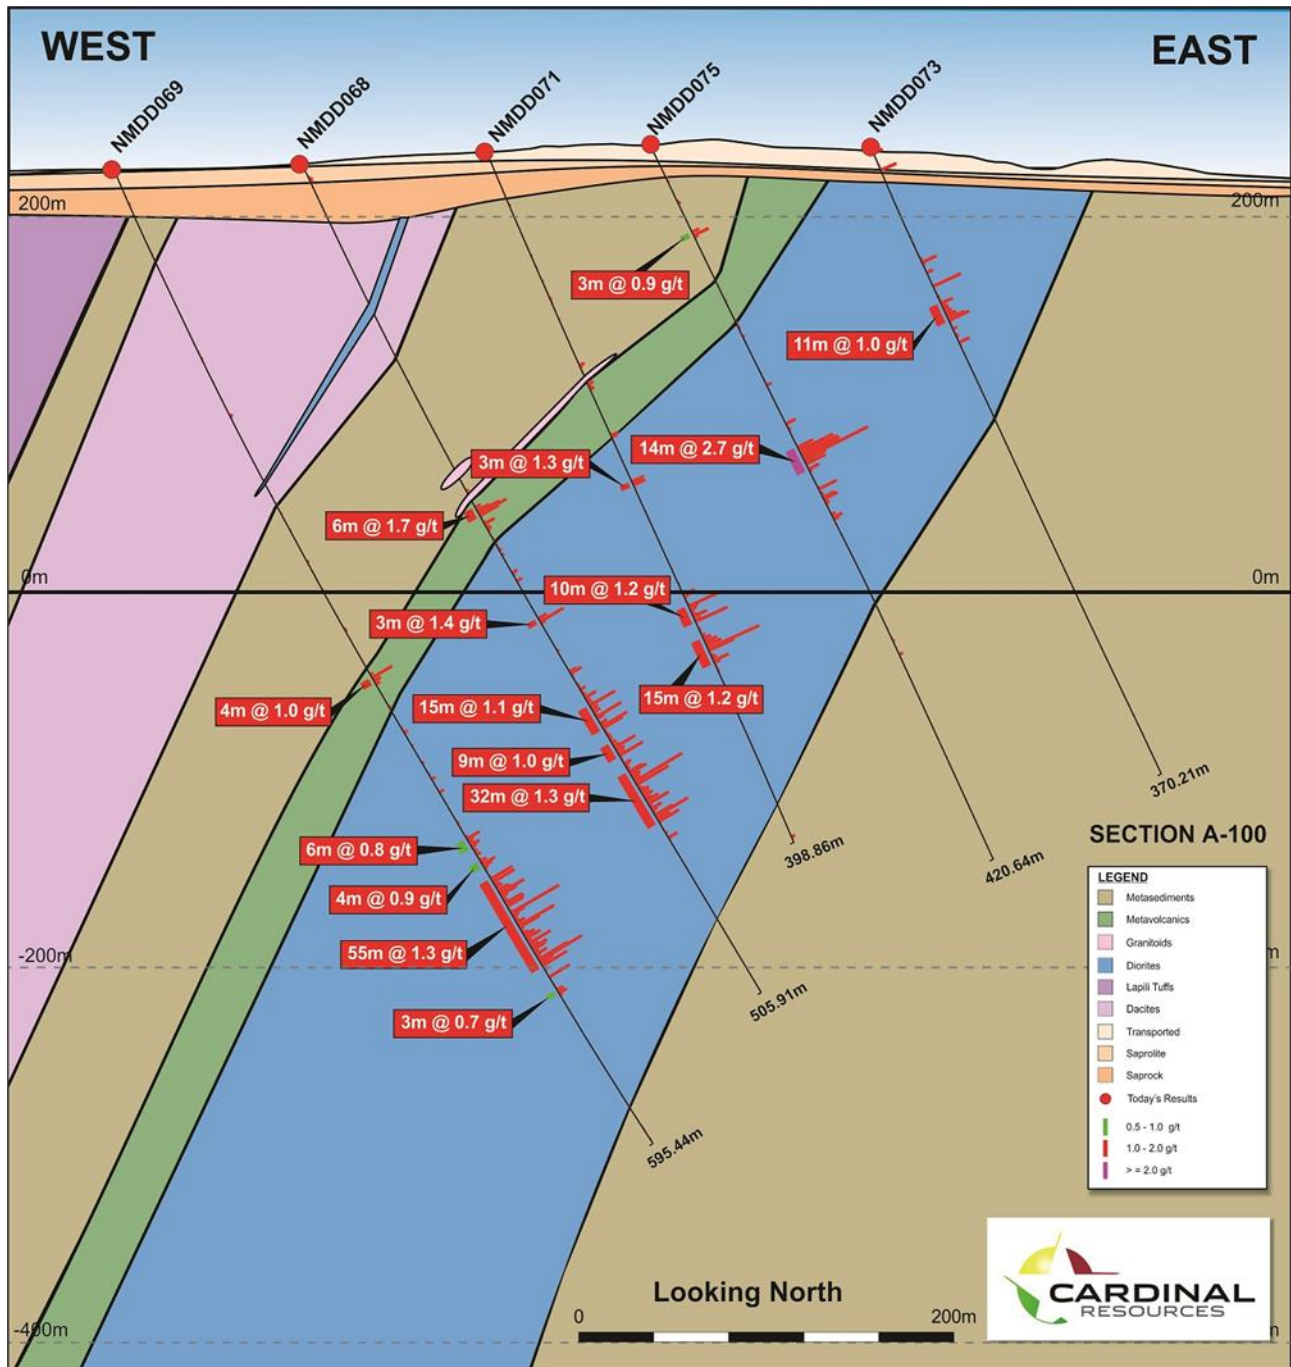 WEST
EAST
NMDD069
NMDD068
NMDD071
NMDD075
NMDD073
200m
200m
3m @ 0.9 g/t
11m @ 1.0 g/t
14m @ 2.7 g/t
3m @ 1.3 g/t
6m @ 1.7 g/t
0m
0m
10m @ 1.2 g/t
3m @ 1.4 g/t
15m @ 1.2 g/t
4m @ 1.0 g/t
15m @ 1.1 g/t
9m @ 1.0 g/t
32m @ 1.3 g/t
370.21m
398.86m
420.64m
6m @ 0.8 g/t
4m @ 0.9 g/t
55m @ 1.3 g/t
-200m
m
505.91m
3m @ 0.7 g/t
595.44m
SECTION A-100
LEGEND
Metasediments
Metavolcanics
Granitoids
Diorites
Lapili Tuffs
Dacites
Transported
Saprolite
Saprock
Today's Results
0.5 - 1.0 g/t
1.0 - 2.0 g/t
> = 2.0 g/t
CARDINAL
RESOURCES
Looking North
0
200m
-400m
m